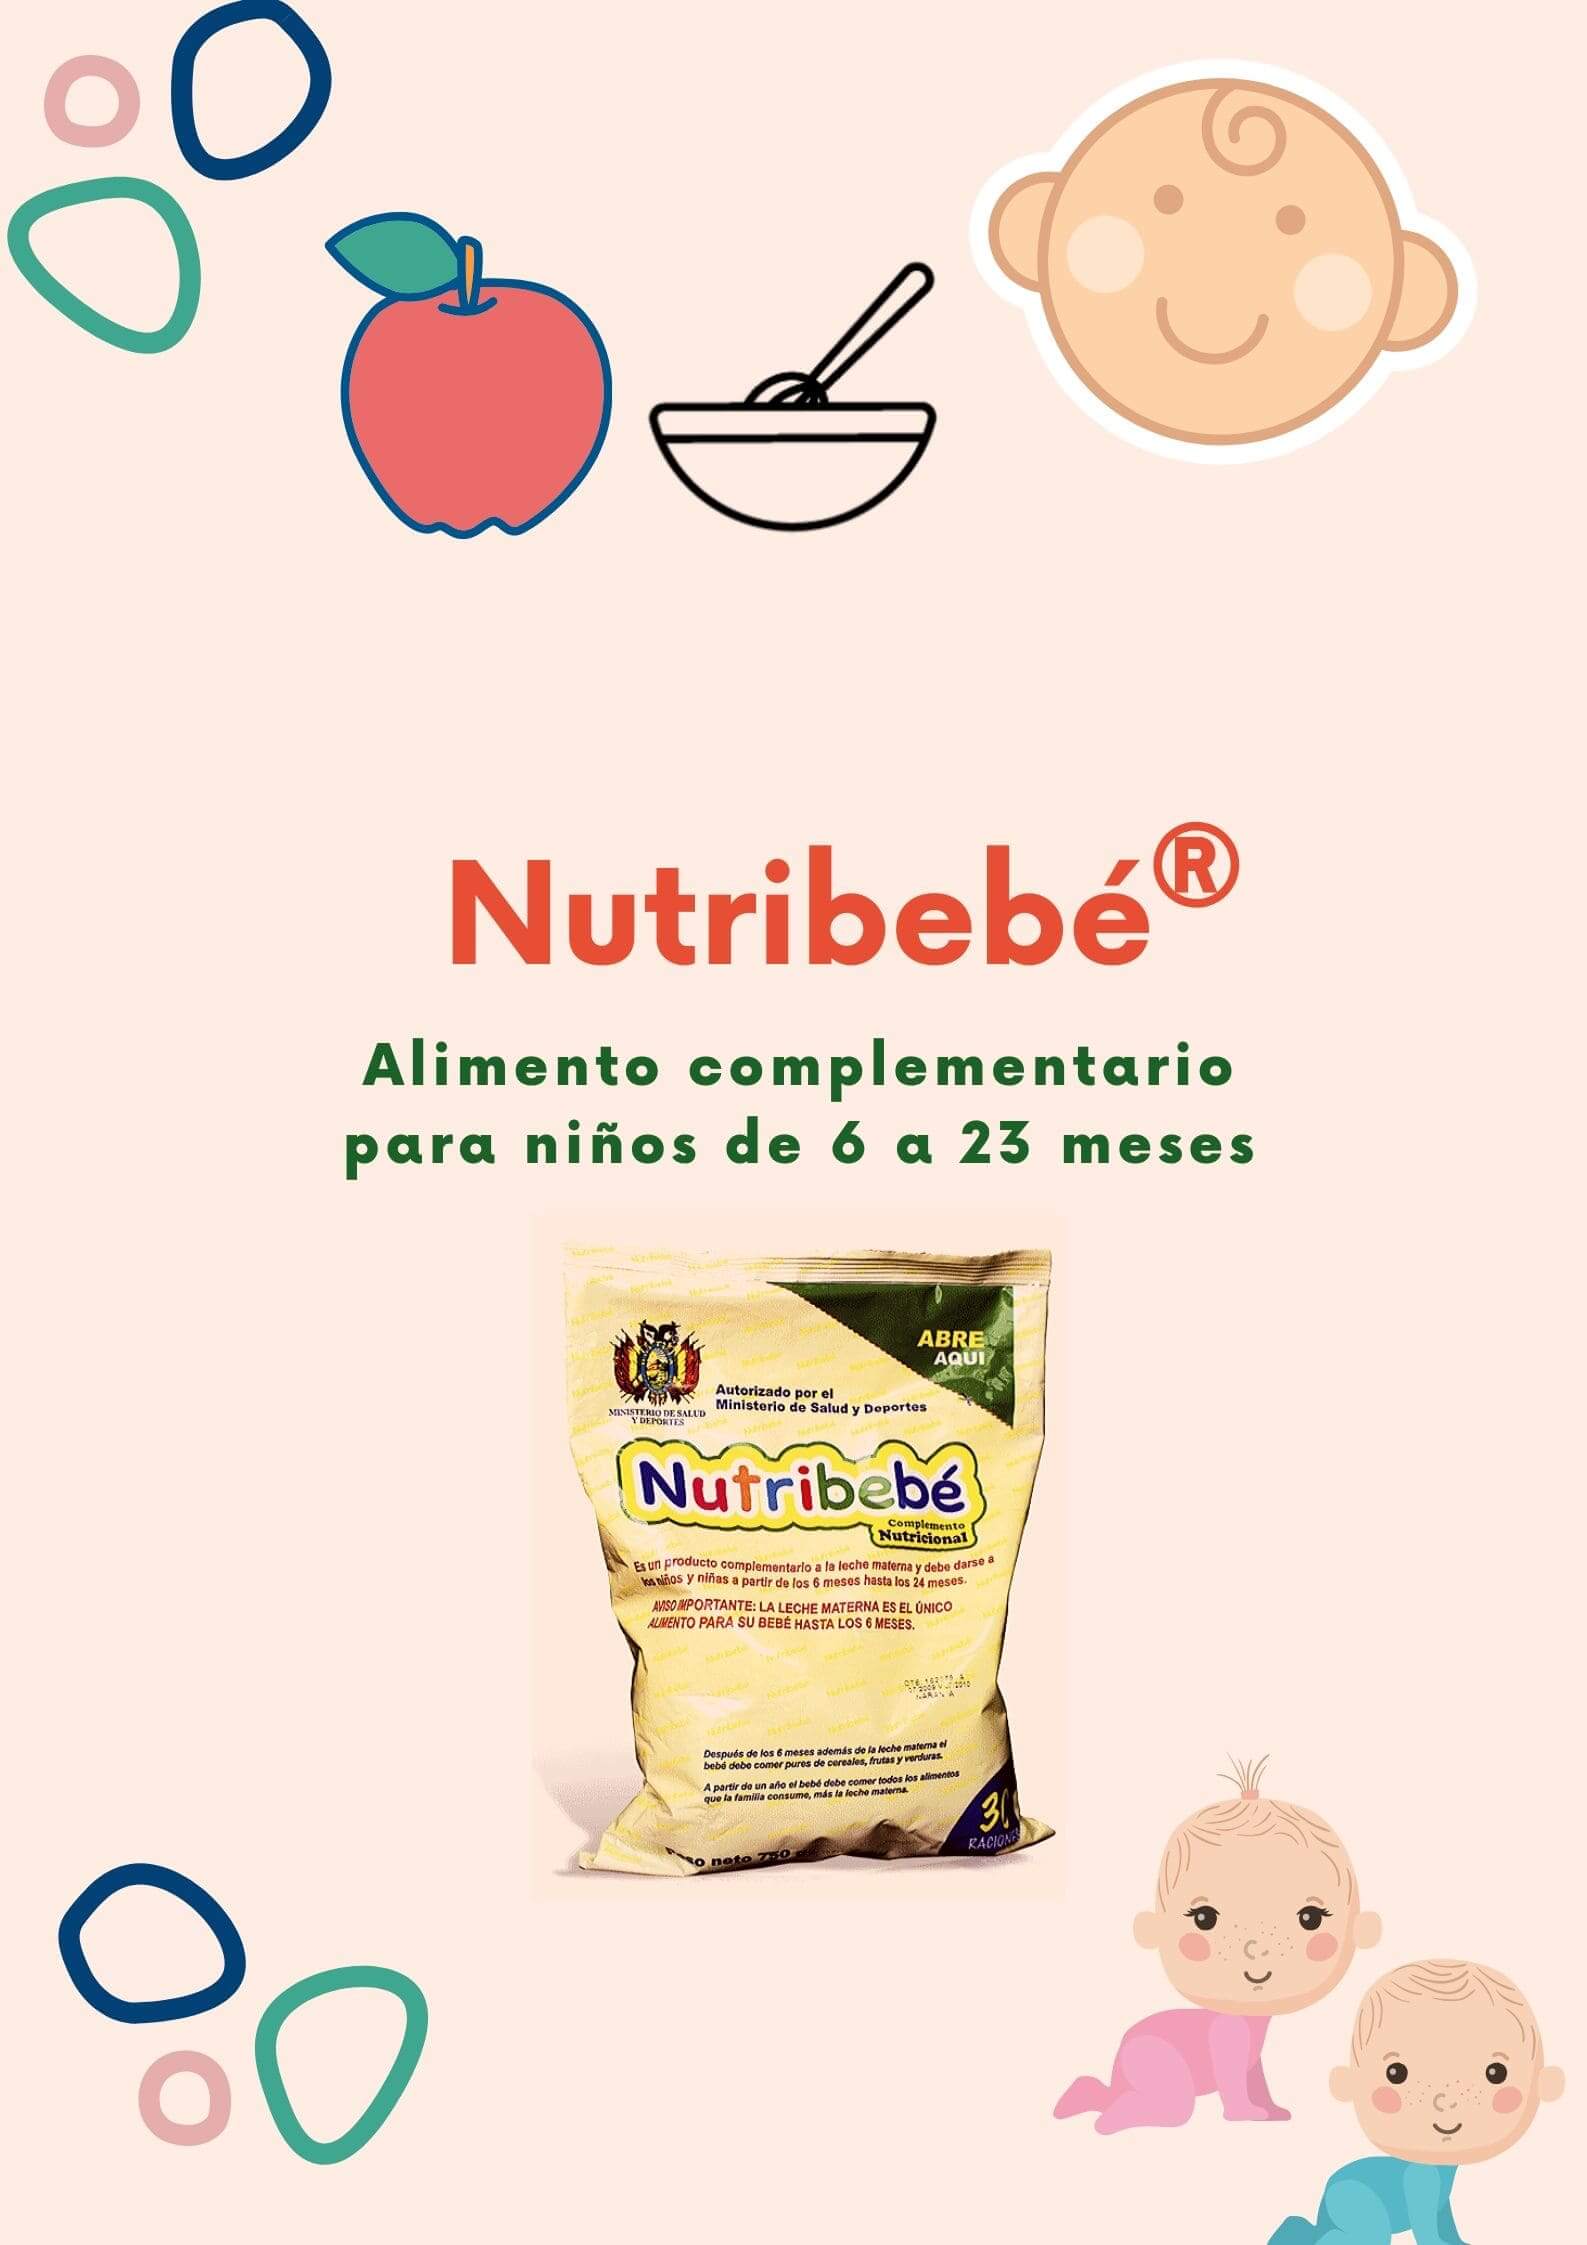 Nutribebé®
Alimento complementario
para niños de 6 a 23 meses
ABRE
AQUI
Autorizado por el
Ministerio de Salud y Deportes
MINISTERIO DE SALUD
Y DEPORTES
Nutribebé
Complemento
Nutricional
Es un producto complementario a la leche materna y debe darse a
los niños y niñas a partir de los 6 meses hasta los 24 meses.
AVISO IMPORTANTE: LA LECHE MATERNA ES EL ÚNICO
ALIMENTO PARA SU BEBÉ HASTA LOS 6 MESES.
Después de los 6 meses además de la leche materna el
bebé debe comer pures de cereales, frutas y verduras.
A partir de un año el bebé debe comer todos los alimentos
que la familia consume, más la leche materna.
30
RACIONES
neto 750